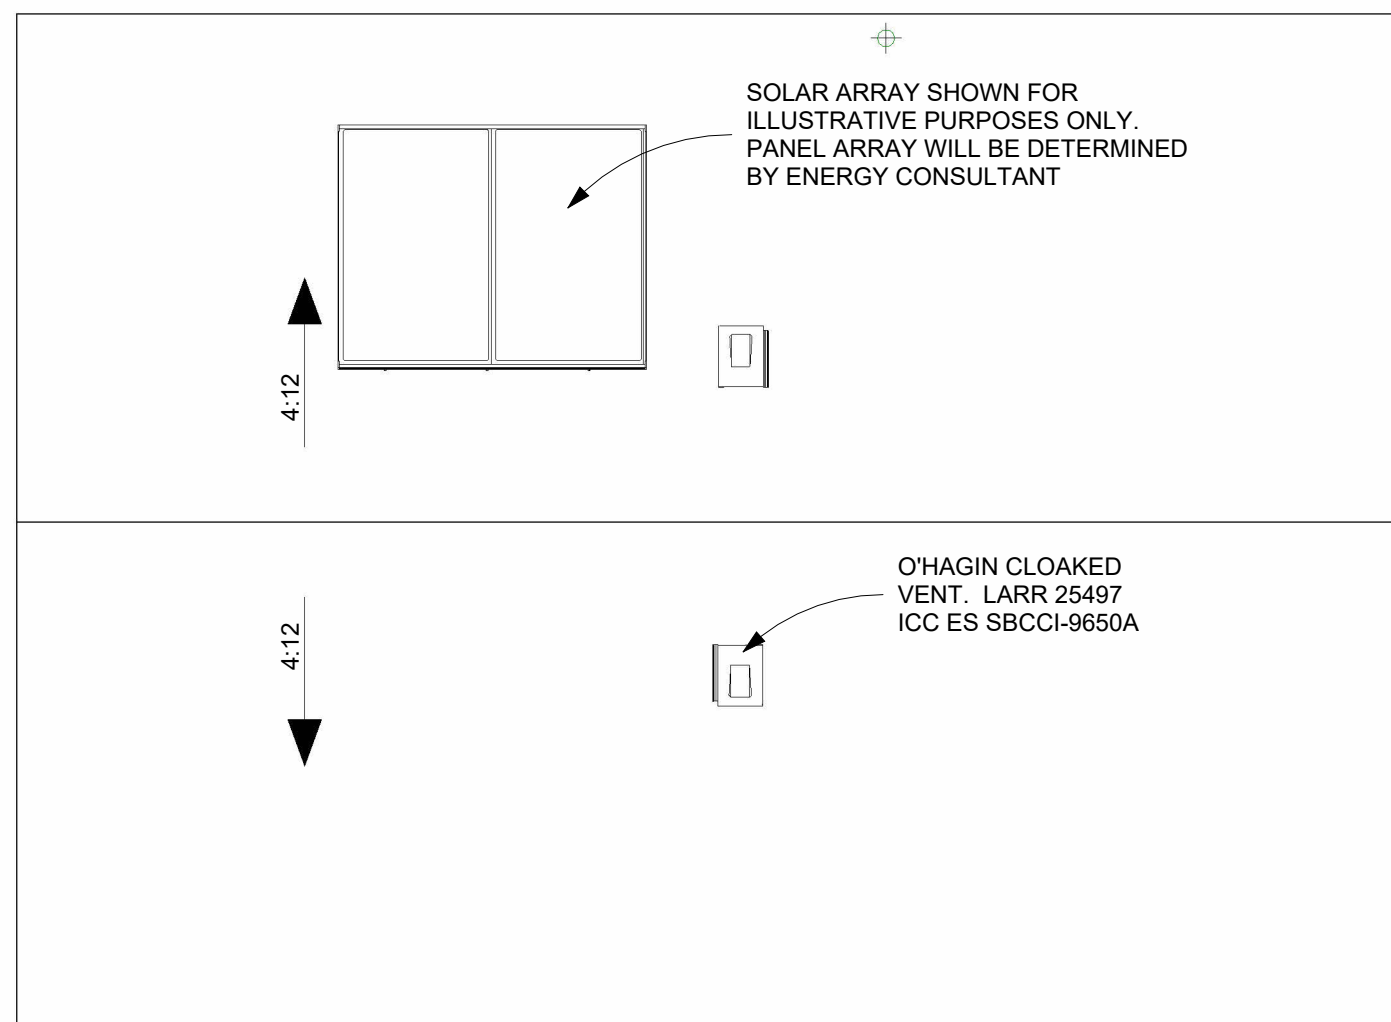 SOLAR ARRAY SHOWN FOR
ILLUSTRATIVE PURPOSES ONLY.
PANEL ARRAY WILL BE DETERMINED
BY ENERGY CONSULTANT
4:12
O'HAGIN CLOAKED
VENT.  LARR 25497
ICC ES SBCCI-9650A
4:12